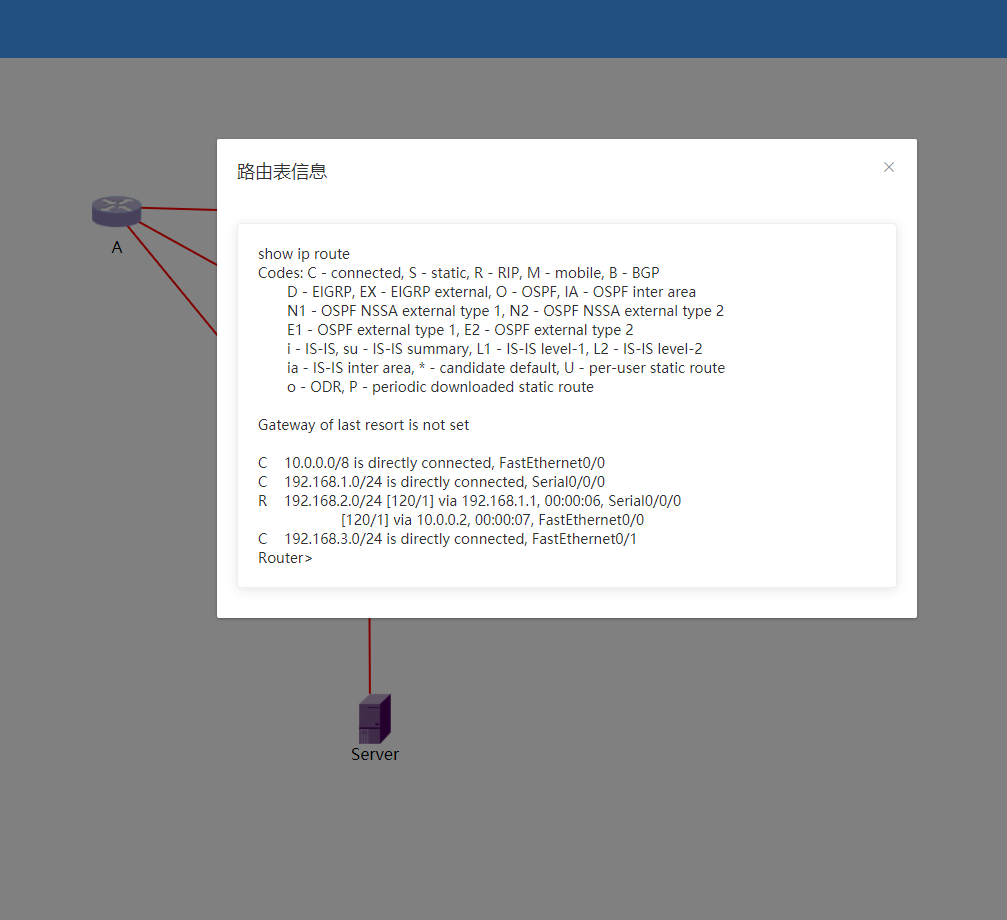 路由表信息
A
show ip route
Codes: C - connected, S - static, R - RIP, M - mobile, B - BGP
D - EIGRP, EX - EIGRP external, O - OSPF, IA - OSPF inter area
N1 - OSPF NSSA external type 1, N2 - OSPF NSSA external type 2
E1 - OSPF external type 1, E2 - OSPF external type 2
i - IS-IS, su - IS-IS summary, L1 - IS-IS level-1, L2 - IS-IS level-2
ia - IS-IS inter area, * - candidate default, U - per-user static route
o - ODR, P - periodic downloaded static route
Gateway of last resort is not set
C 10.0.0.0/8 is directly connected, FastEthernet0/0
C 192.168.1.0/24 is directly connected, Serial0/0/0
R 192.168.2.0/24 [120/1] via 192.168.1.1, 00:00:06, Serial0/0/0
[120/1] via 10.0.0.2, 00:00:07, FastEthernet0/0
C 192.168.3.0/24 is directly connected, FastEthernet0/1
Router>
Server